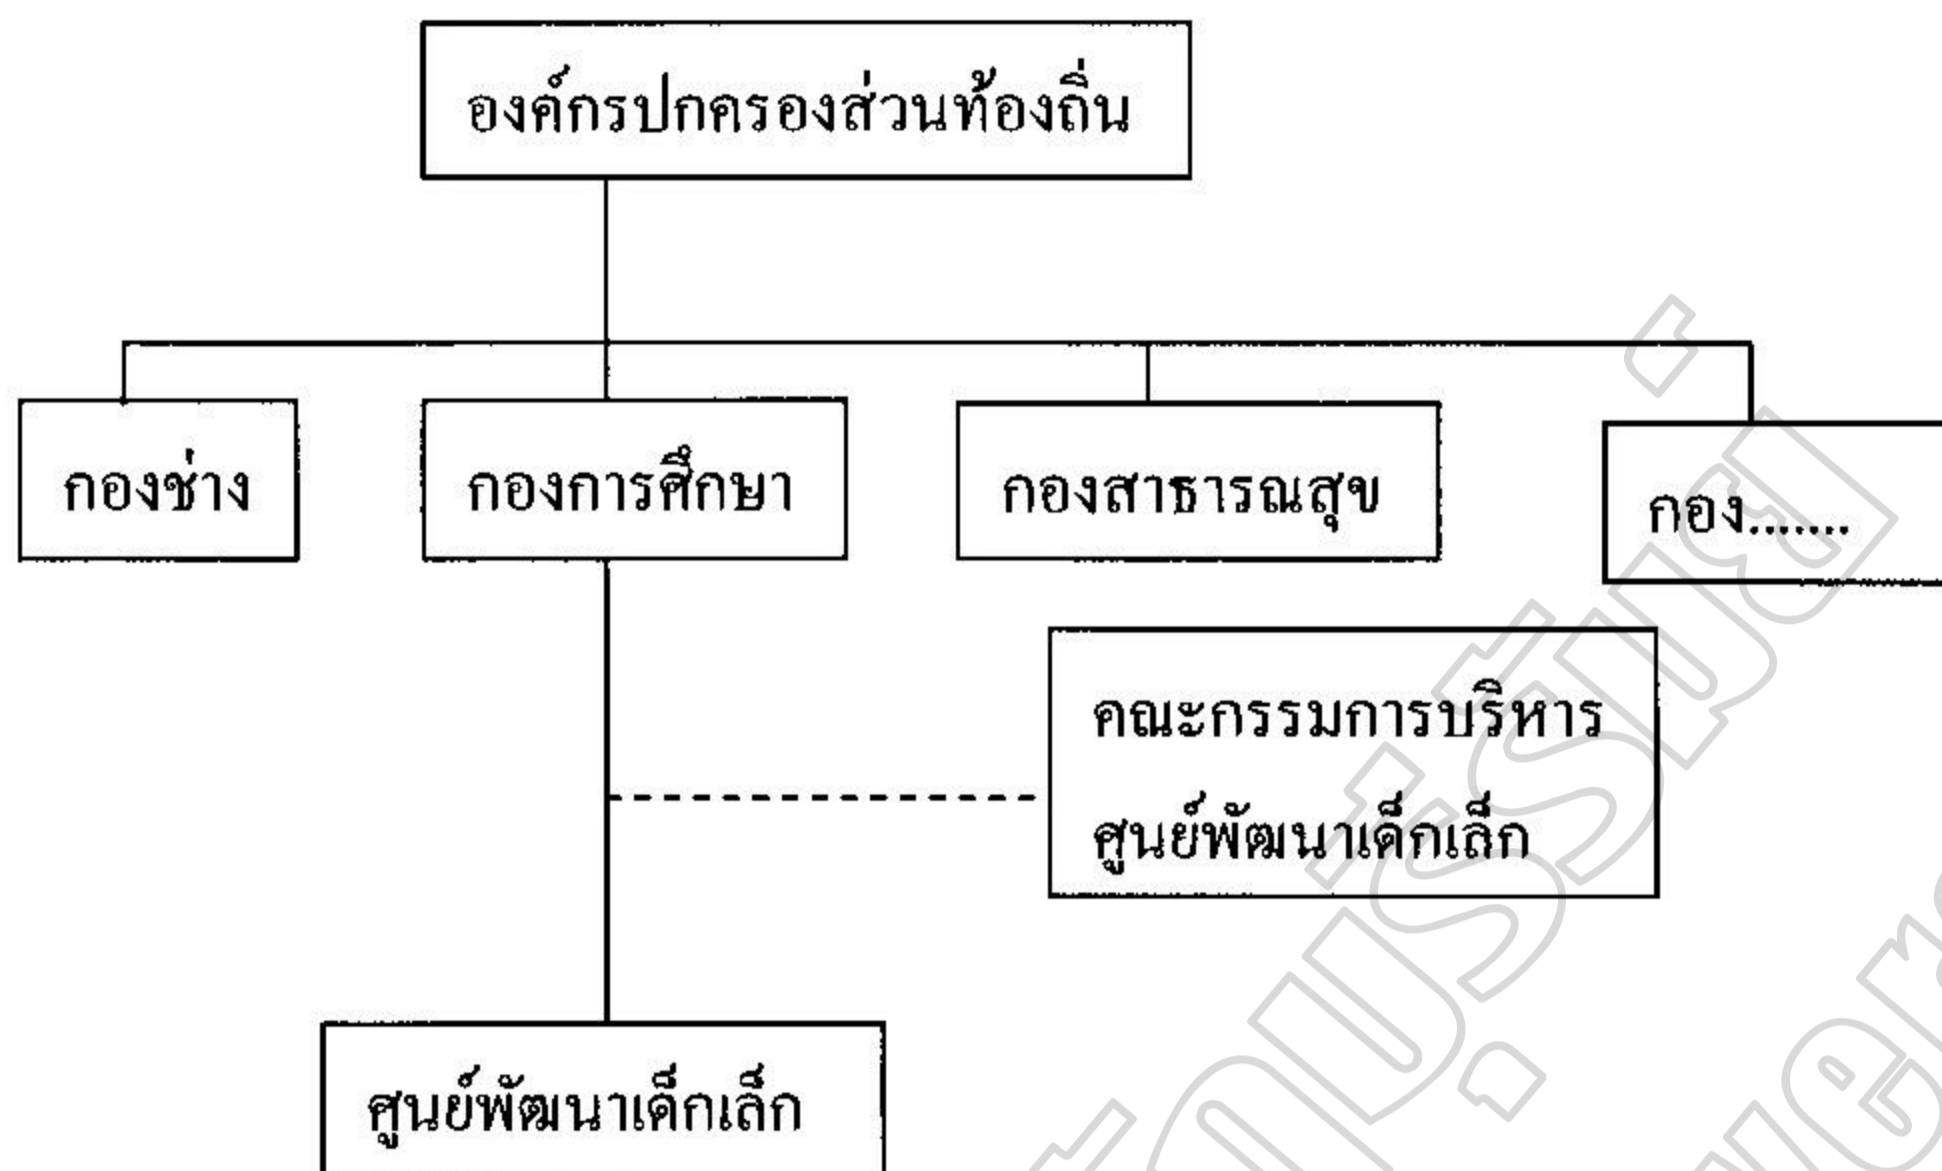 องค์กรปกครองส่วนท้องถิ่น
กองช่าง
กองการศึกษา
กองสาธารณสุข
กอง.......
คณะกรรมการบริหาร
ศูนย์พัฒนาเด็กเล็ก
ศูนย์พัฒนาเด็กเล็ก